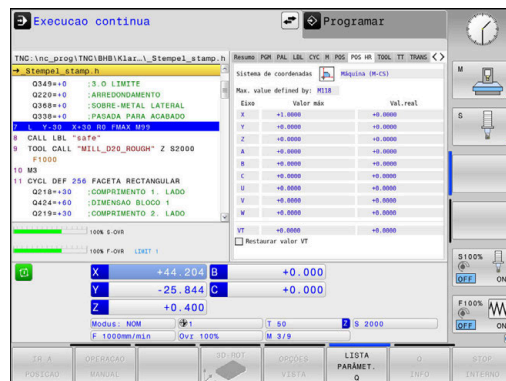 Execucao continua
Programar
TNC:\nc_prog\TNC\BHB\Klar…\_Stempel_stamp.h
→_Stempel_stamp.h
Q349=+0 ;3.O LIMITE
Q220=+0 ;ARREDONDAMENTO
Q368=+0 ;SOBRE-METAL LATERAL
Q338=+0 ;PASADA PARA ACABADO
7 L Y-30 X+30 R0 FMAX M99
8 CALL LBL "safe"
9 TOOL CALL "MILL_D20_ROUGH" Z S2000
F1000
10 M3
11 CYCL DEF 256 FACETA RECTANGULAR
Q218=+30 ;COMPRIMENTO 1. LADO
Q424=+60 ;DIMENSAO BLOCO 1
Q219=+30 ;COMPRIMENTO 2. LADO
100% S-OVR
100% F-OVR LIMIT 1
Resumo PGM PAL LBL CYC M POS POS HR TOOL TT TRANS
Sistema de coordenadas Máquina (M-CS)
Max. value defined by: M118
Eixo Valor máx Val.real
X +1.0000 +0.0000
Y +0.0000 +0.0000
Z +0.0000 +0.0000
A +0.0000 +0.0000
B +0.0000 +0.0000
C +0.0000 +0.0000
U +0.0000 +0.0000
V +0.0000 +0.0000
W +0.0000 +0.0000
VT +0.0000 +0.0000
Restaurar valor VT
X +44.204 B +0.000
Y -25.844 C +0.000
Z +0.400
Modus: NOM 1 T 50 Z S 2000
F 1000mm/min Ovr 100% M 3/9
M
S
S100%
OFF ON
F100%
OFF ON
IR A
POSICAO
OPERACAO
MANUAL
3D ROT
OPCOES
VISTA
LISTA
PARÂMET.
Q
Q
INFO
STOP
INTERNO